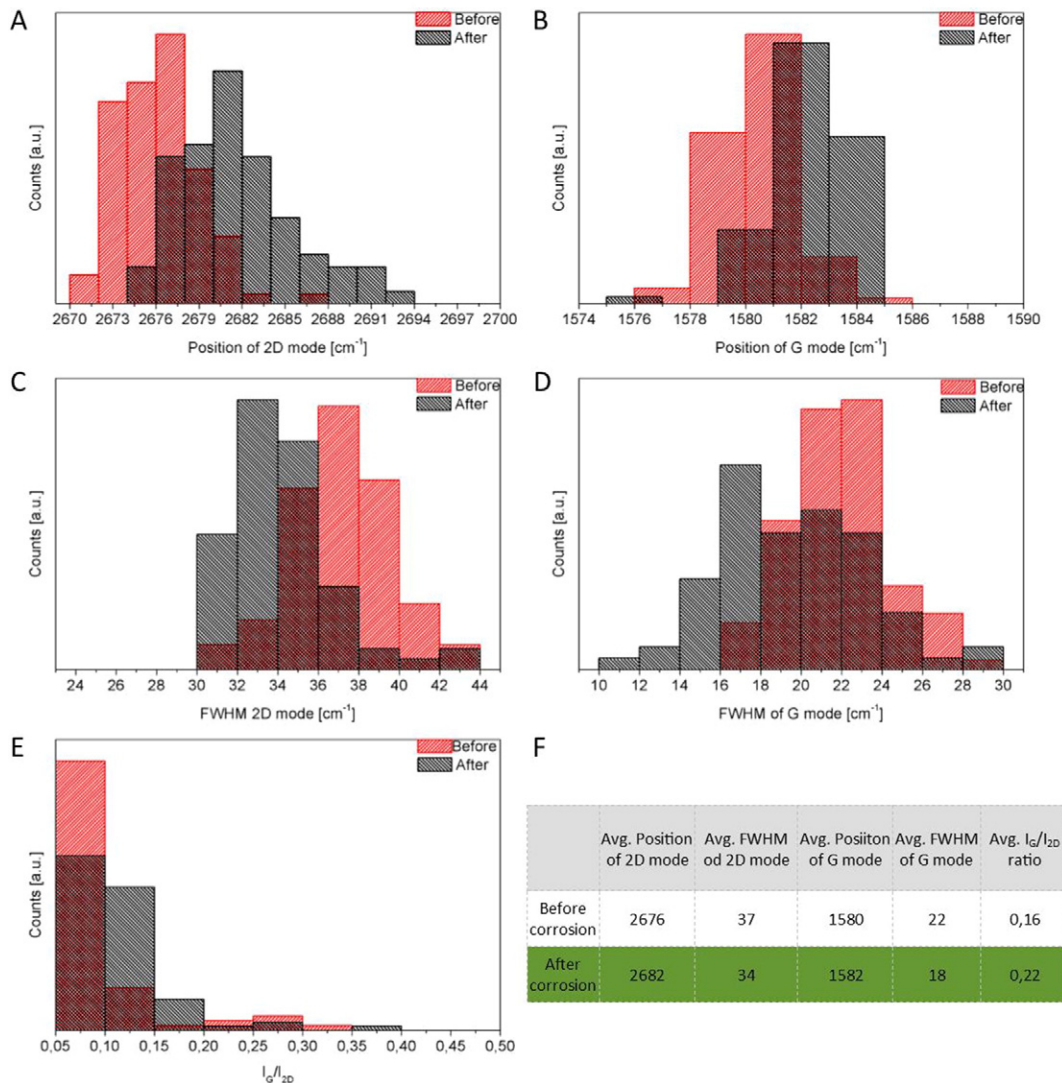 A
Before
After
Counts [a.u.]
2670 2673 2676 2679 2682 2685 2688 2691 2694 2697 2700
Position of 2D mode [cm⁻¹]
B
Before
After
Counts [a.u.]
1574 1576 1578 1580 1582 1584 1586 1588 1590
Position of G mode [cm⁻¹]
C
Before
After
Counts [a.u.]
24 26 28 30 32 34 36 38 40 42 44
FWHM 2D mode [cm⁻¹]
D
Before
After
Counts [a.u.]
10 12 14 16 18 20 22 24 26 28 30
FWHM of G mode [cm⁻¹]
E
Before
After
Counts [a.u.]
0,05 0,10 0,15 0,20 0,25 0,30 0,35 0,40 0,45 0,50
I_G/I_2D
F
Avg. Position Avg. FWHM Avg. Posiiton Avg. FWHM Avg. I_G/I_2D
of 2D mode od 2D mode of G mode of G mode ratio
Before
corrosion 2676 37 1580 22 0,16
After
corrosion 2682 34 1582 18 0,22